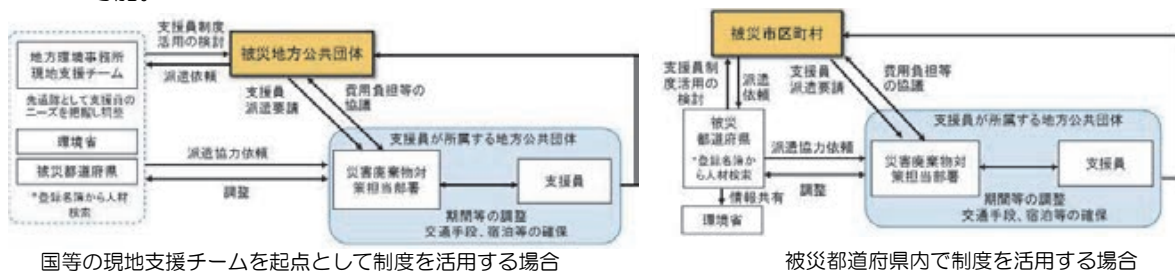 支援員制度
活用の検討
地方環境事務所
現地支援チーム
派遣依頼
被災地方公共団体
先遣隊として支援員の
ニーズを把握し調整
支援員
派遣要請
費用負担等の
協議
環境省
被災都道府県
*登録名簿から人材
検索
派遣協力依頼
調整
支援員が所属する地方公共団体
災害廃棄物対
策担当部署
支援員
期間等の調整
交通手段、宿泊等の確保
国等の現地支援チームを起点として制度を活用する場合
被災市区町村
支援員制
度活用の
検討
派遣
依頼
支援員
派遣要請
費用負担等
の協議
被災
都道府県
*登録名簿か
ら人材検索
派遣協力依頼
調整
情報共有
環境省
支援員が所属する地方公共団体
災害廃棄物対
策担当部署
支援員
期間等の調整
交通手段、宿泊等の確保
被災都道府県内で制度を活用する場合